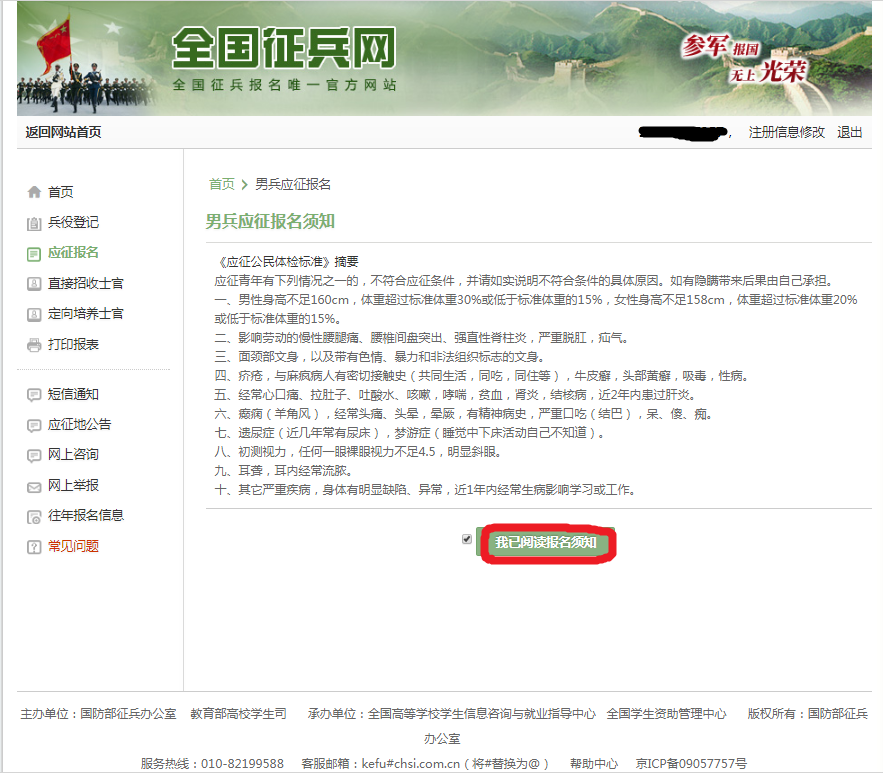 全国征兵网
全国征兵报名唯一官方网站
参军报国
无上光荣
返回网站首页
， 注册信息修改 退出
首页
兵役登记
应征报名
直接招收士官
定向培养士官
打印报表
短信通知
应征地公告
网上咨询
网上举报
往年报名信息
常见问题
首页 > 男兵应征报名
男兵应征报名须知
《应征公民体检标准》摘要
应征青年有下列情况之一的，不符合应征条件，并请如实说明不符合条件的具体原因。如有隐瞒带来后果由自己承担。
一、男性身高不足160cm，体重超过标准体重30%或低于标准体重的15%，女性身高不足158cm，体重超过标准体重20%
或低于标准体重的15%。
二、影响劳动的慢性腰腿痛、腰椎间盘突出、强直性脊柱炎，严重脱肛，疝气。
三、面颈部文身，以及带有色情、暴力和非法组织标志的文身。
四、疥疮，与麻疯病人有密切接触史（共同生活，同吃，同住等），牛皮癣，头部黄癣，吸毒，性病。
五、经常心口痛、拉肚子、吐酸水、咳嗽，哮喘，贫血，肾炎，结核病，近2年内患过肝炎。
六、癫痫（羊角风），经常头痛、头晕，晕厥，有精神病史，严重口吃（结巴），呆、傻、痴。
七、遗尿症（近几年常有尿床），梦游症（睡觉中下床活动自己不知道）。
八、初测视力，任何一眼裸眼视力不足4.5，明显斜眼。
九、耳聋，耳内经常流脓。
十、其它严重疾病，身体有明显缺陷、异常，近1年内经常生病影响学习或工作。
我已阅读报名须知
主办单位：国防部征兵办公室 教育部高校学生司 承办单位：全国高等学校学生信息咨询与就业指导中心 全国学生资助管理中心 版权所有：国防部征兵
办公室
服务热线：010-82199588 客服邮箱：kefu#chsi.com.cn（将#替换为@ ） 帮助中心 京ICP备09057757号